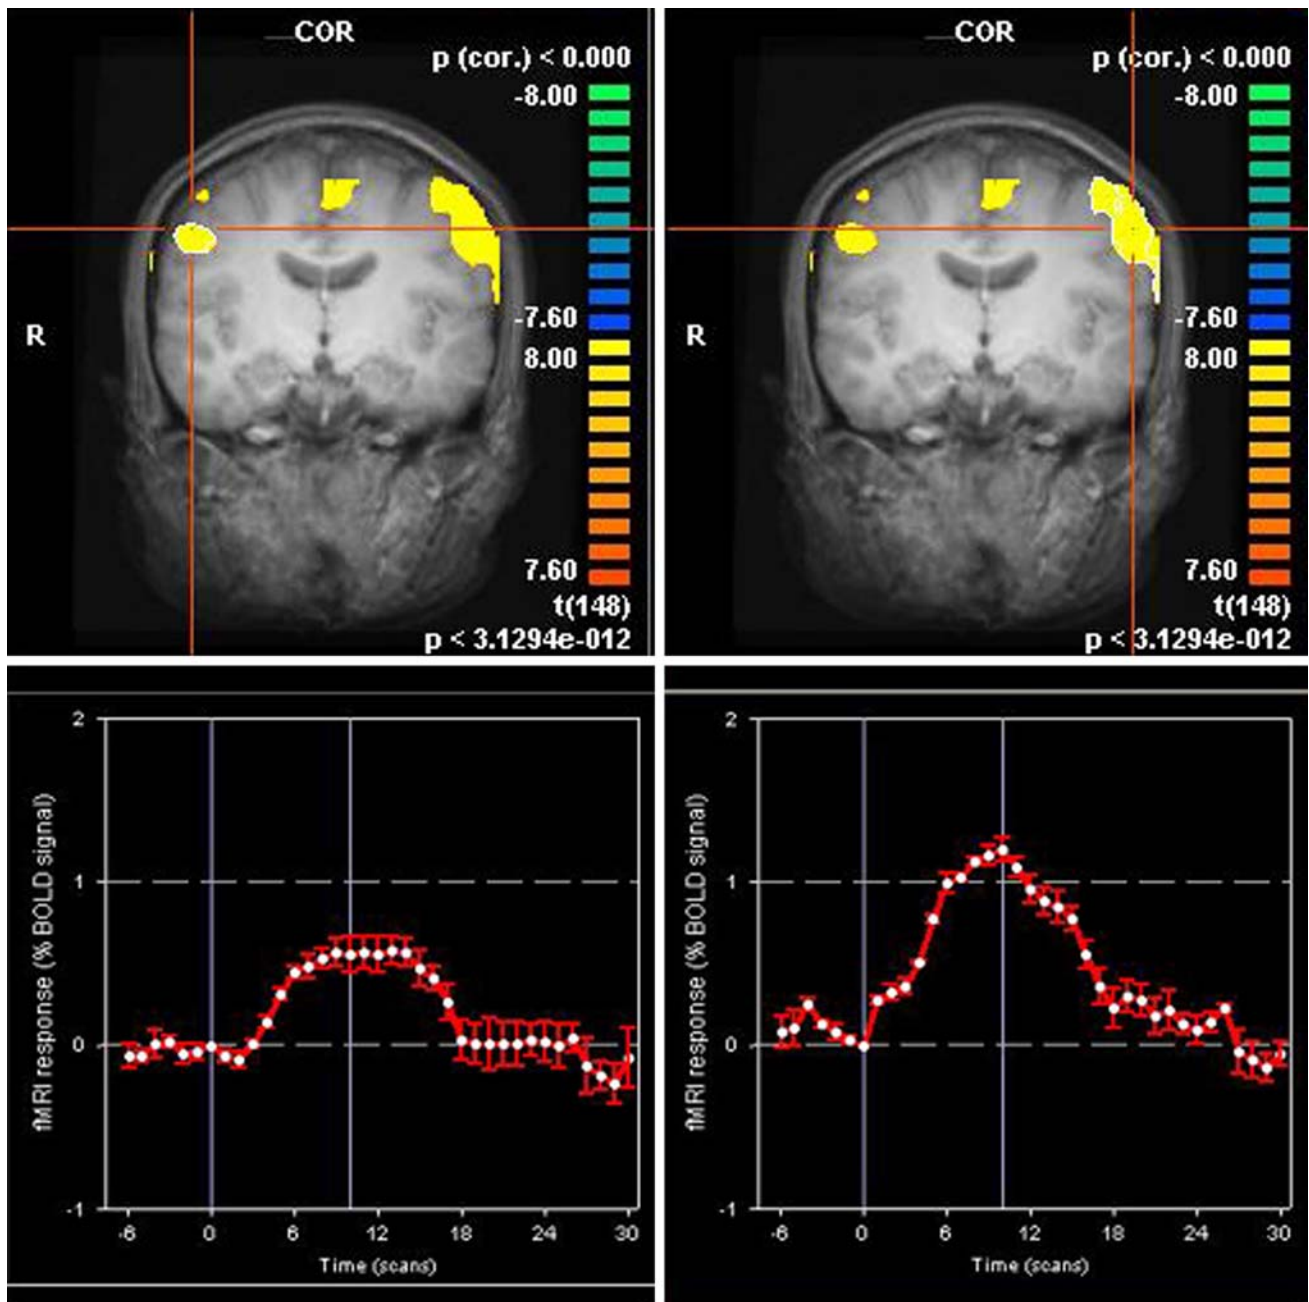 COR
p (cor.) < 0.000
-8.00
-7.60
8.00
R
7.60
t(148)
p < 3.1294e-012
COR
p (cor.) < 0.000
-8.00
-7.60
8.00
R
7.60
t(148)
p < 3.1294e-012
2
1
0
-1
fMRI response (% BOLD signal)
-6 0 6 12 18 24 30
Time (scans)
2
1
0
-1
fMRI response (% BOLD signal)
-6 0 6 12 18 24 30
Time (scans)